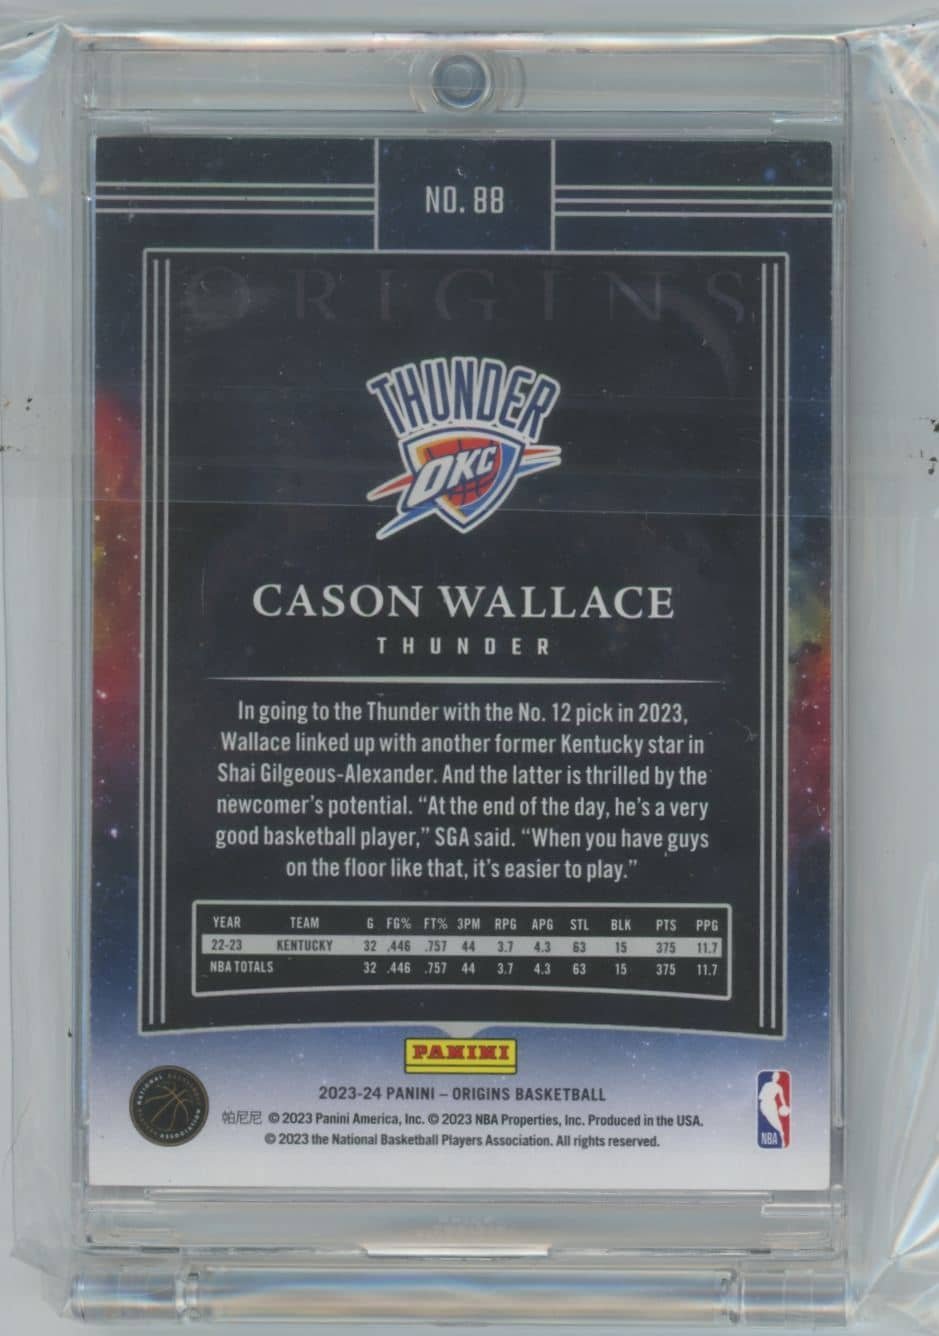 NO. 88
ORIGINS
THUNDER
OKC
CASON WALLACE
THUNDER
In going to the Thunder with the No. 12 pick in 2023,
Wallace linked up with another former Kentucky star in
Shai Gilgeous-Alexander. And the latter is thrilled by the
newcomer's potential. “At the end of the day, he's a very
good basketball player,” SGA said. “When you have guys
on the floor like that, it's easier to play.”
YEAR TEAM G FG% FT% 3PM RPG APG STL BLK PTS PPG
22-23 KENTUCKY 32 .446 .757 44 3.7 4.3 63 15 375 11.7
NBA TOTALS 32 .446 .757 44 3.7 4.3 63 15 375 11.7
PANINI
2023-24 PANINI – ORIGINS BASKETBALL
帕尼尼 © 2023 Panini America, Inc. © 2023 NBA Properties, Inc. Produced in the USA.
© 2023 the National Basketball Players Association. All rights reserved.
NATIONAL BASKETBALL
ASSOCIATION
NBA